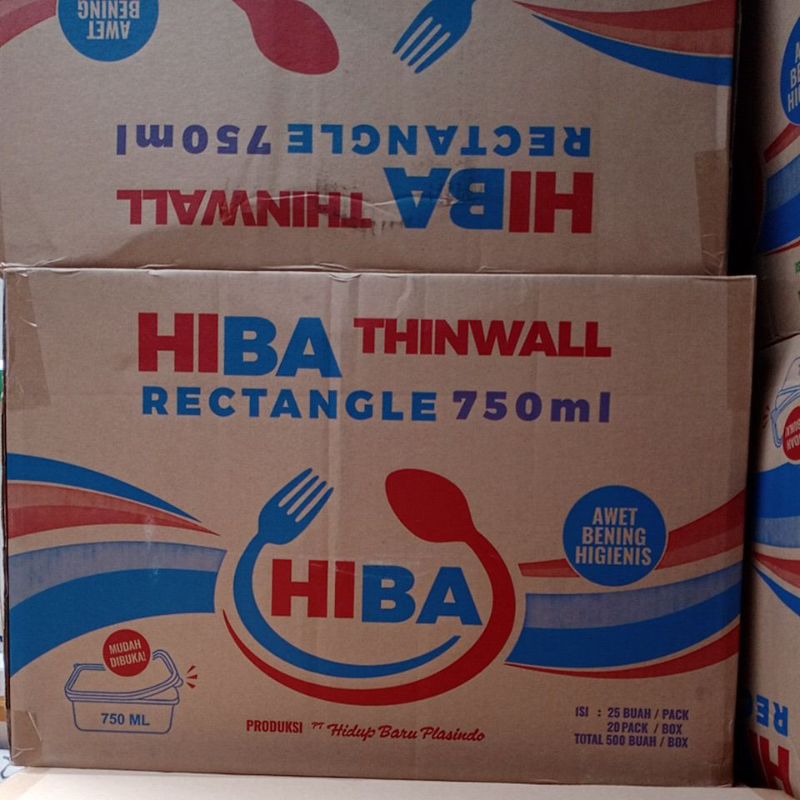 AWET
BENING
RECTANGLE 750ml
HIBA THINWALL
HIBA THINWALL
RECTANGLE 750ml
AWET
BENING
HIGIENIS
HIBA
MUDAH
DIBUKA!
750 ML
PRODUKSI PT Hidup Baru Plasindo
ISI : 25 BUAH / PACK
20 PACK / BOX
TOTAL 500 BUAH / BOX